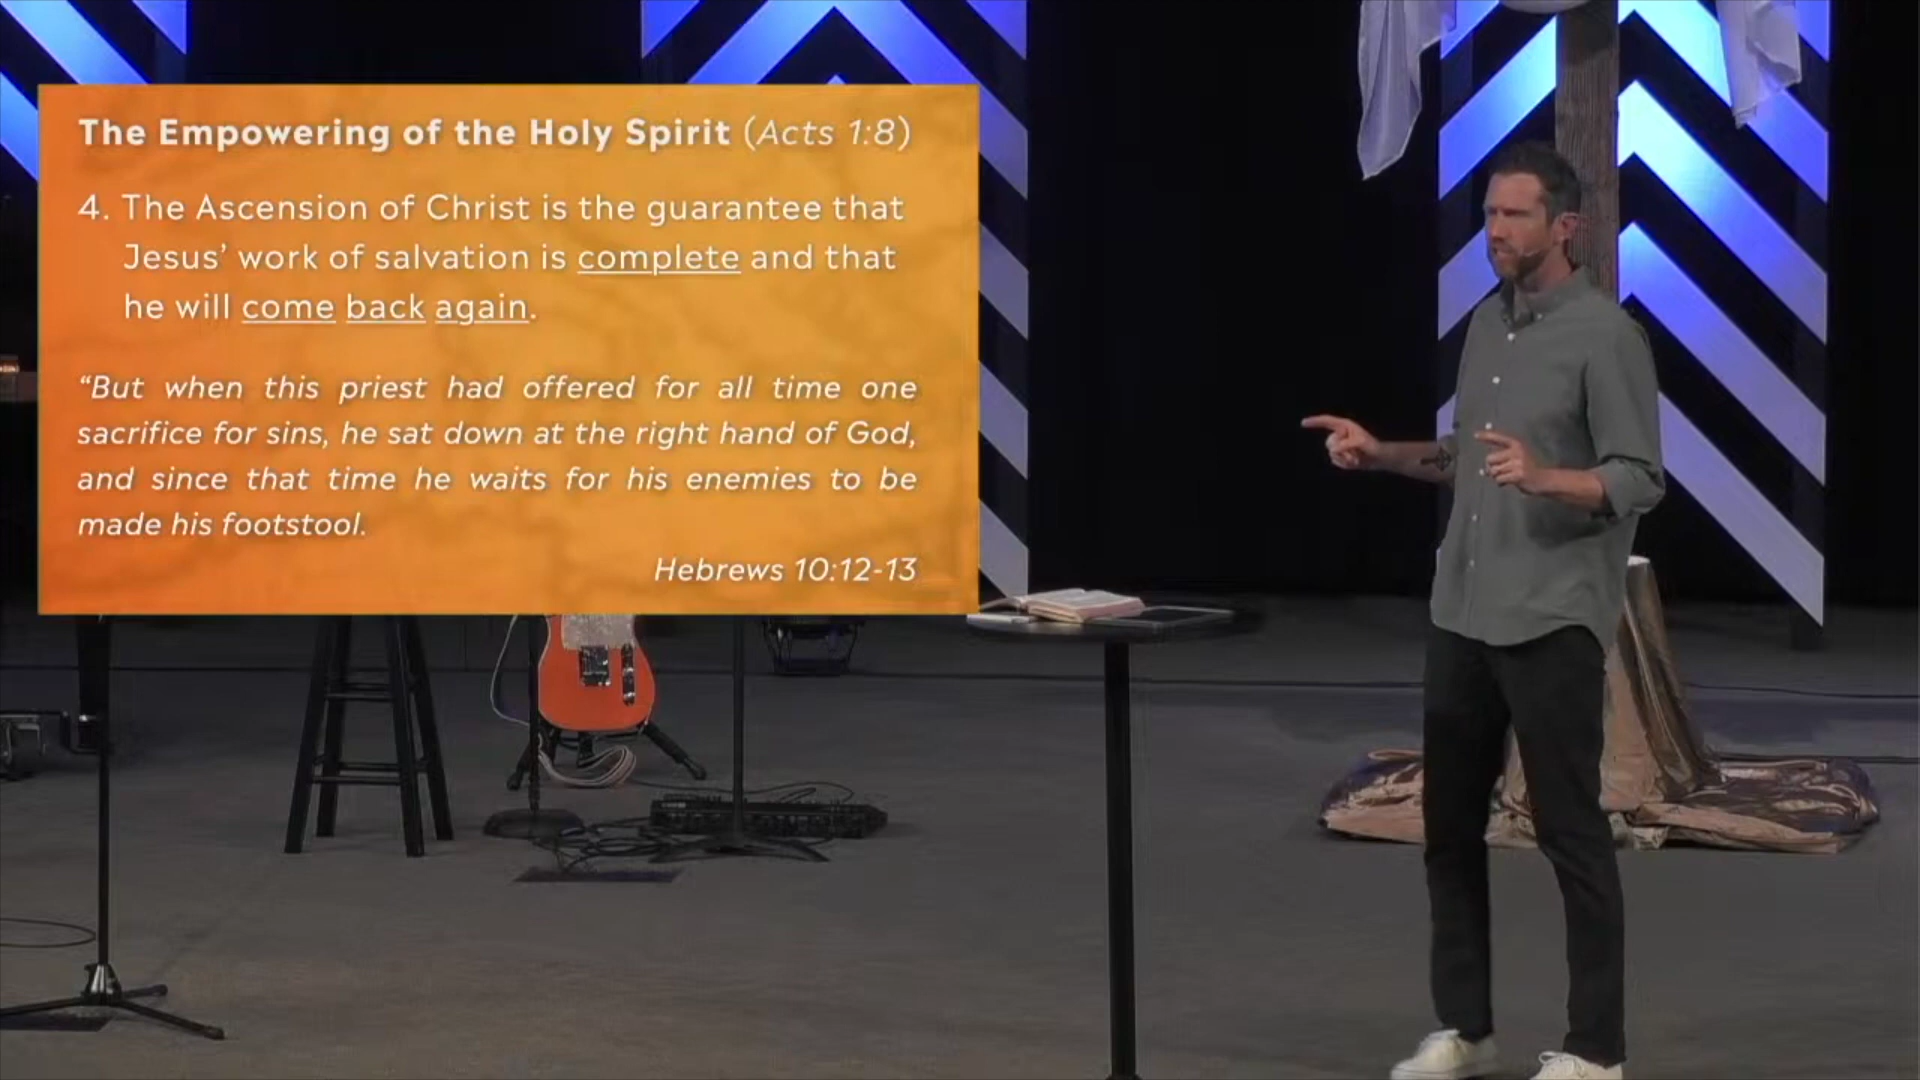 The Empowering of the Holy Spirit (Acts 1:8)
4. The Ascension of Christ is the guarantee that
Jesus’ work of salvation is complete and that
he will come back again.
“But when this priest had offered for all time one
sacrifice for sins, he sat down at the right hand of God,
and since that time he waits for his enemies to be
made his footstool.
Hebrews 10:12-13